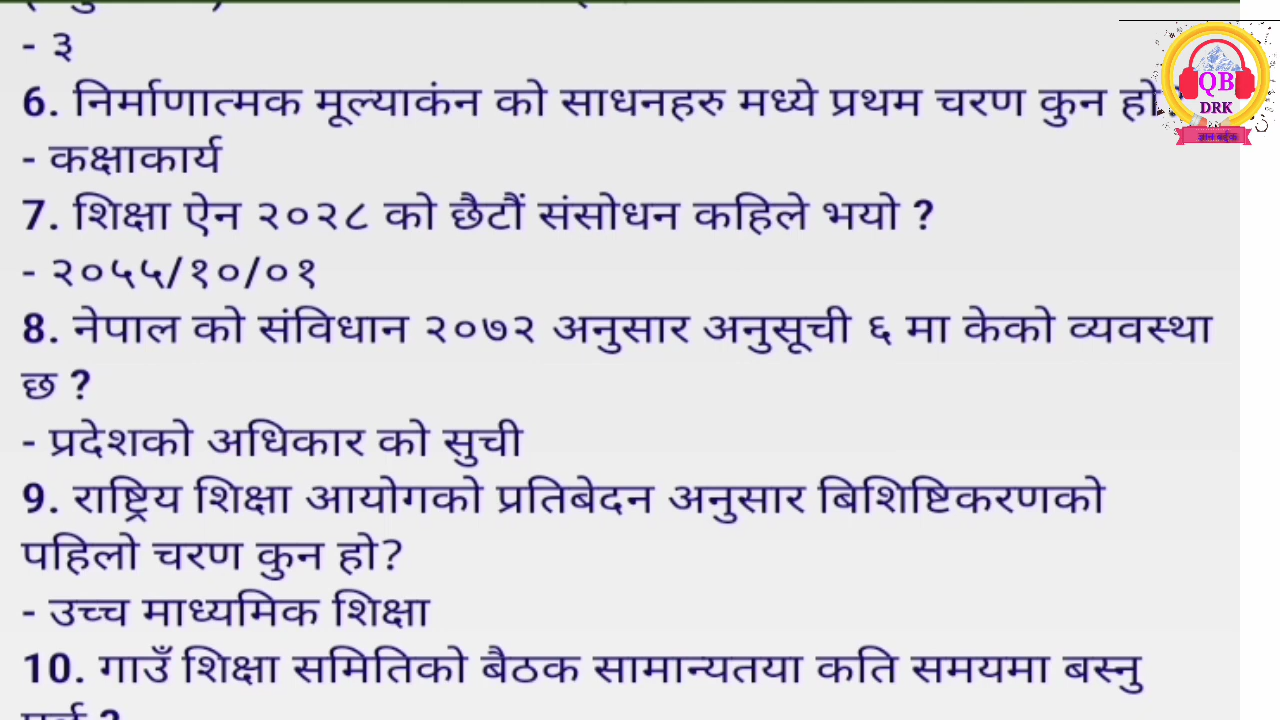 - ३
6. निर्माणात्मक मूल्याकंन को साधनहरु मध्ये प्रथम चरण कुन हो
- कक्षाकार्य
7. शिक्षा ऐन २०२८ को छैटौं संसोधन कहिले भयो ?
- २०५५/१०/०१
8. नेपाल को संविधान २०७२ अनुसार अनुसूची ६ मा केको व्यवस्था
छ ?
- प्रदेशको अधिकार को सुची
9. राष्ट्रिय शिक्षा आयोगको प्रतिबेदन अनुसार बिशिष्टिकरणको
पहिलो चरण कुन हो?
- उच्च माध्यमिक शिक्षा
10. गाउँ शिक्षा समितिको बैठक सामान्यतया कति समयमा बस्नु
QB
DRK